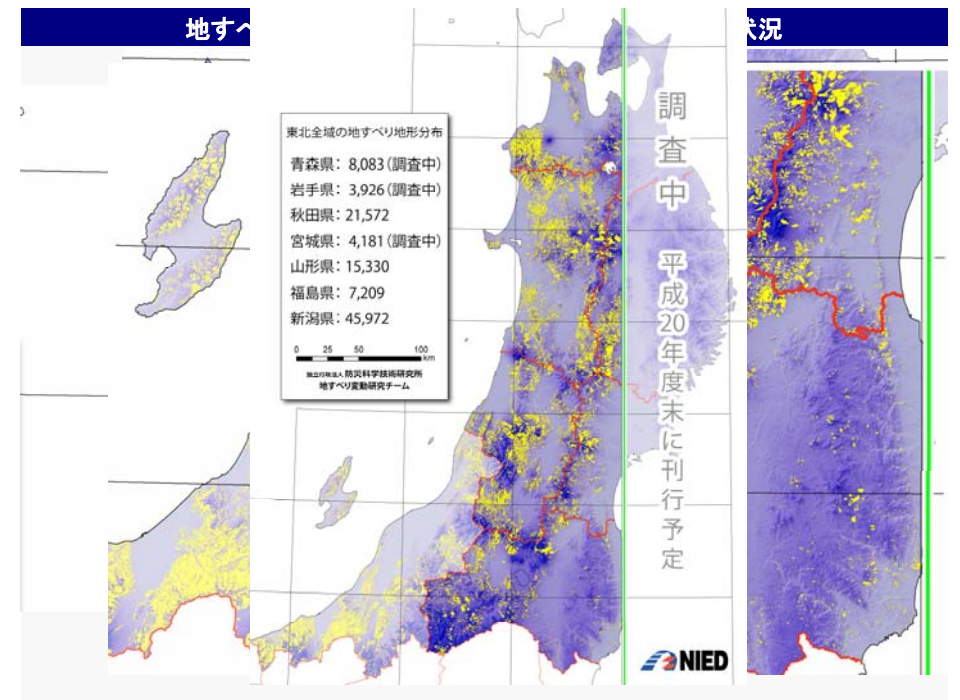 地すべ
状況
東北全域の地すべり地形分布
青森県: 8,083(調査中)
岩手県: 3,926(調査中)
秋田県: 21,572
宮城県: 4,181(調査中)
山形県: 15,330
福島県: 7,209
新潟県: 45,972
0 25 50 100
km
独立行政法人 防災科学技術研究所
地すべり変動研究チーム
調査中 平成20年度末に刊行予定
NIED